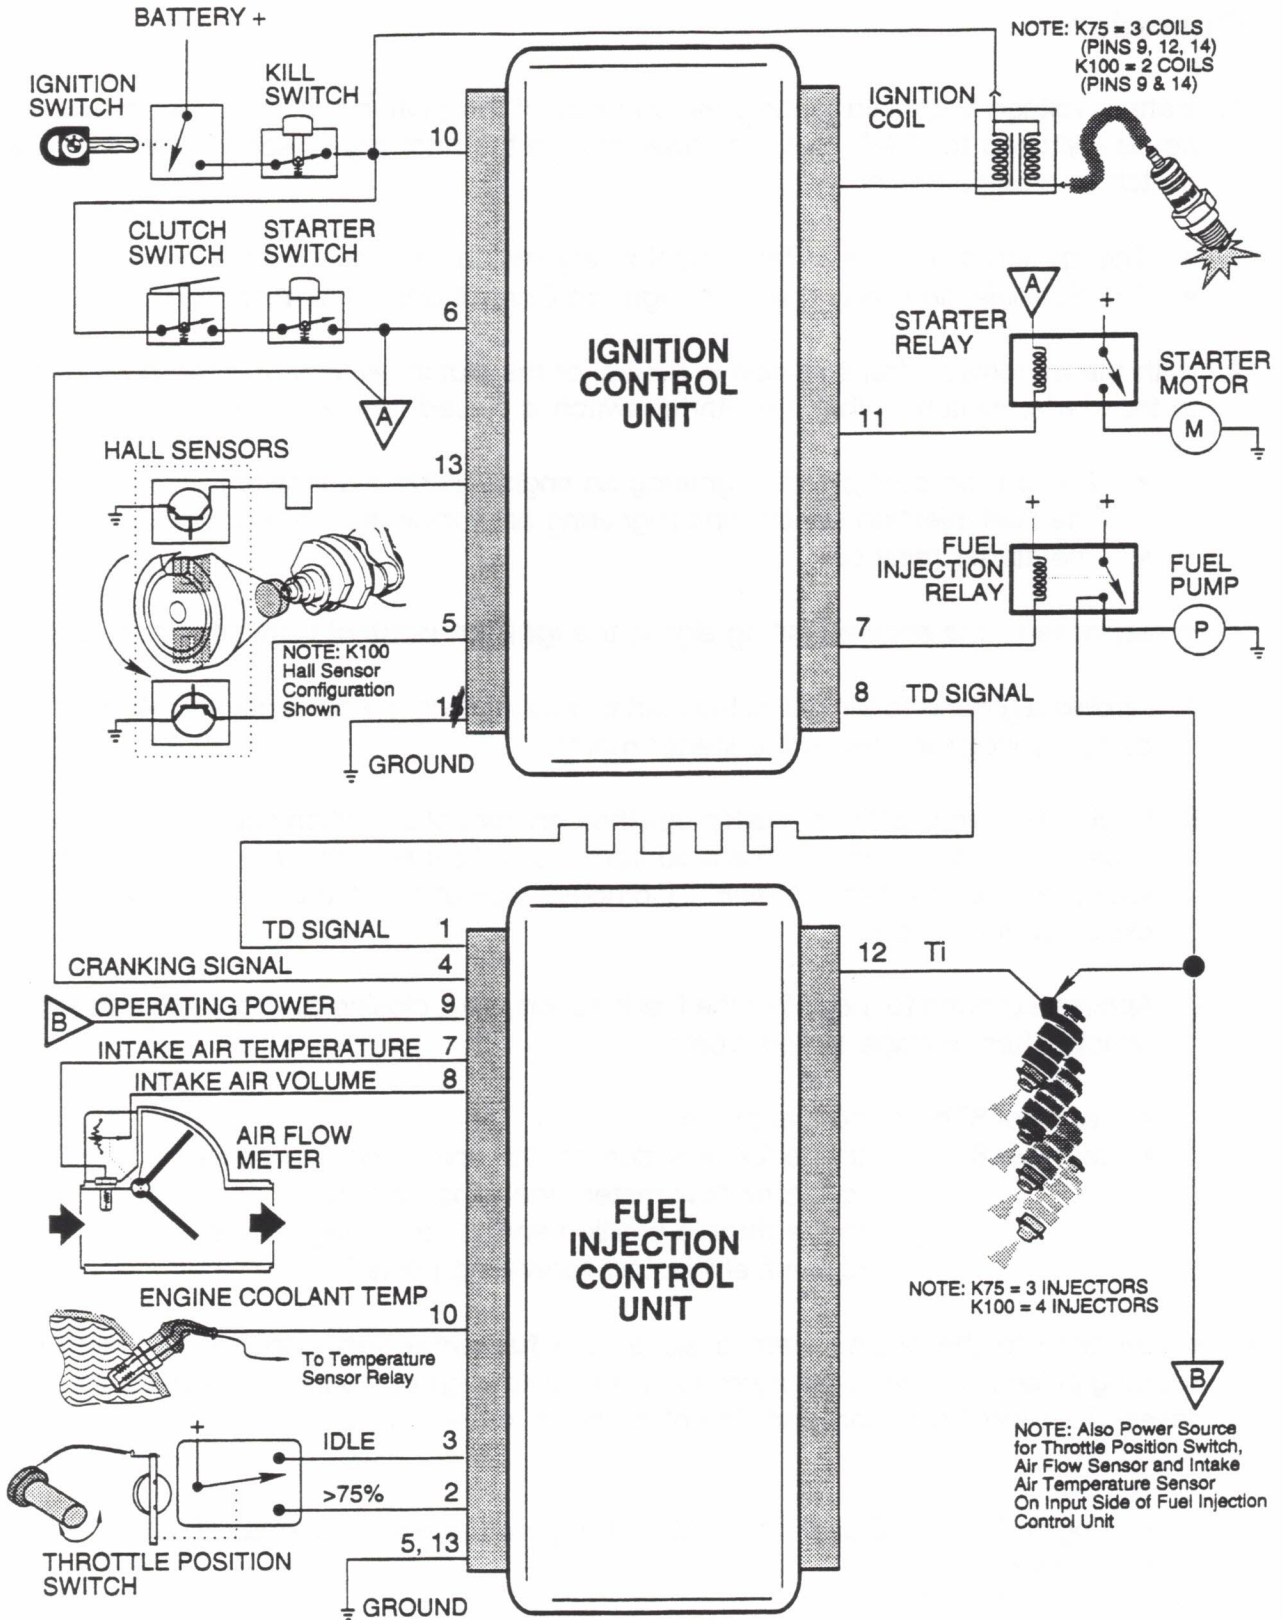 BATTERY +
IGNITION
SWITCH
KILL
SWITCH
10
NOTE: K75 = 3 COILS
(PINS 9, 12, 14)
K100 = 2 COILS
(PINS 9 & 14)
IGNITION
COIL
CLUTCH
SWITCH
STARTER
SWITCH
6
A
HALL SENSORS
13
5
NOTE: K100
Hall Sensor
Configuration
Shown
GROUND
IGNITION
CONTROL
UNIT
A
+
STARTER
RELAY
STARTER
MOTOR
M
11
+ +
FUEL
INJECTION
RELAY
FUEL
PUMP
P
7
8 TD SIGNAL
TD SIGNAL 1
CRANKING SIGNAL 4
B OPERATING POWER 9
INTAKE AIR TEMPERATURE 7
INTAKE AIR VOLUME 8
AIR FLOW
METER
ENGINE COOLANT TEMP
10
To Temperature
Sensor Relay
+
IDLE 3
>75% 2
5, 13
THROTTLE POSITION
SWITCH
GROUND
FUEL
INJECTION
CONTROL
UNIT
12 Ti
NOTE: K75 = 3 INJECTORS
K100 = 4 INJECTORS
B
NOTE: Also Power Source
for Throttle Position Switch,
Air Flow Sensor and Intake
Air Temperature Sensor
On Input Side of Fuel Injection
Control Unit